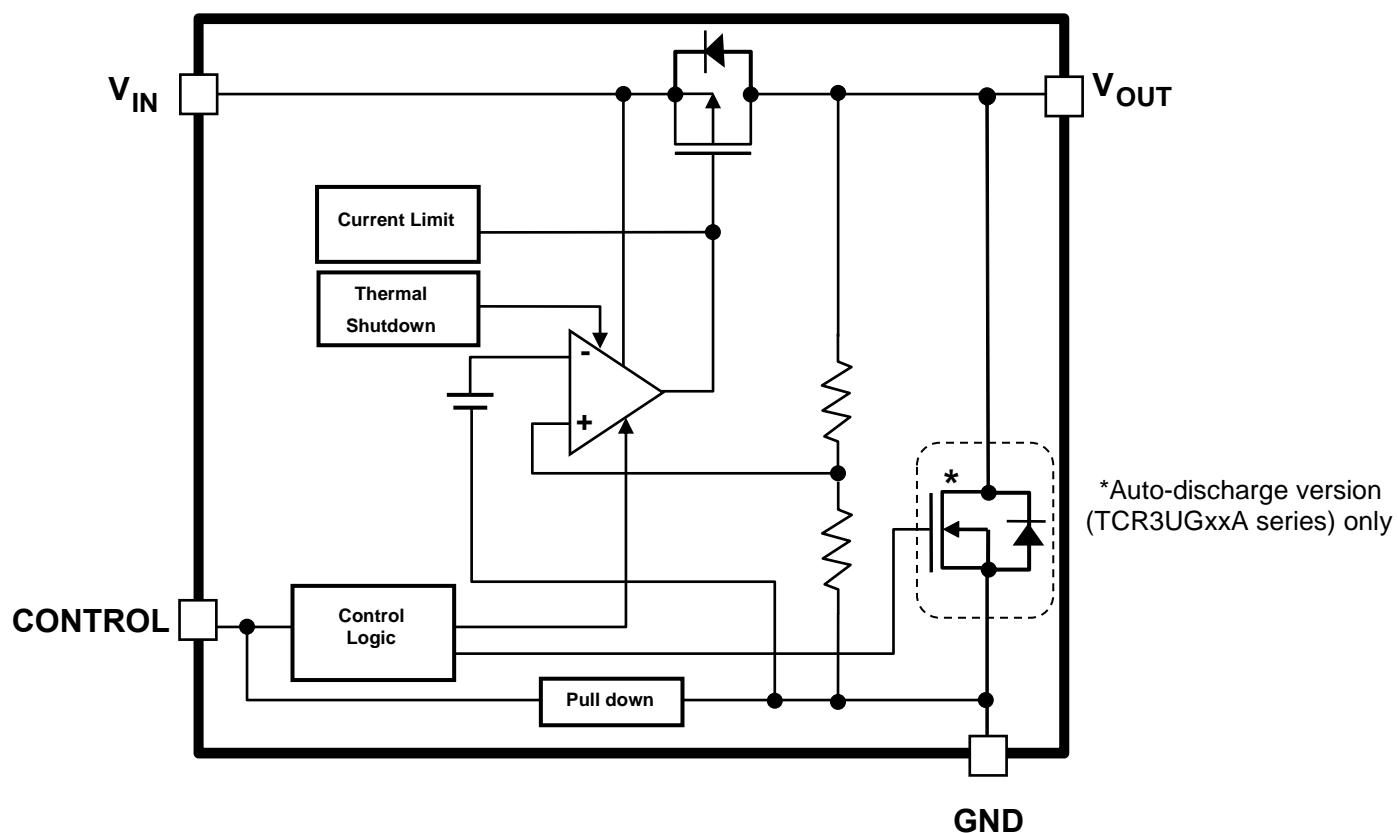 VIN
VOUT
Current Limit
Thermal
Shutdown
-
+
*
*Auto-discharge version
(TCR3UGxxA series) only
CONTROL
Control
Logic
Pull down
GND